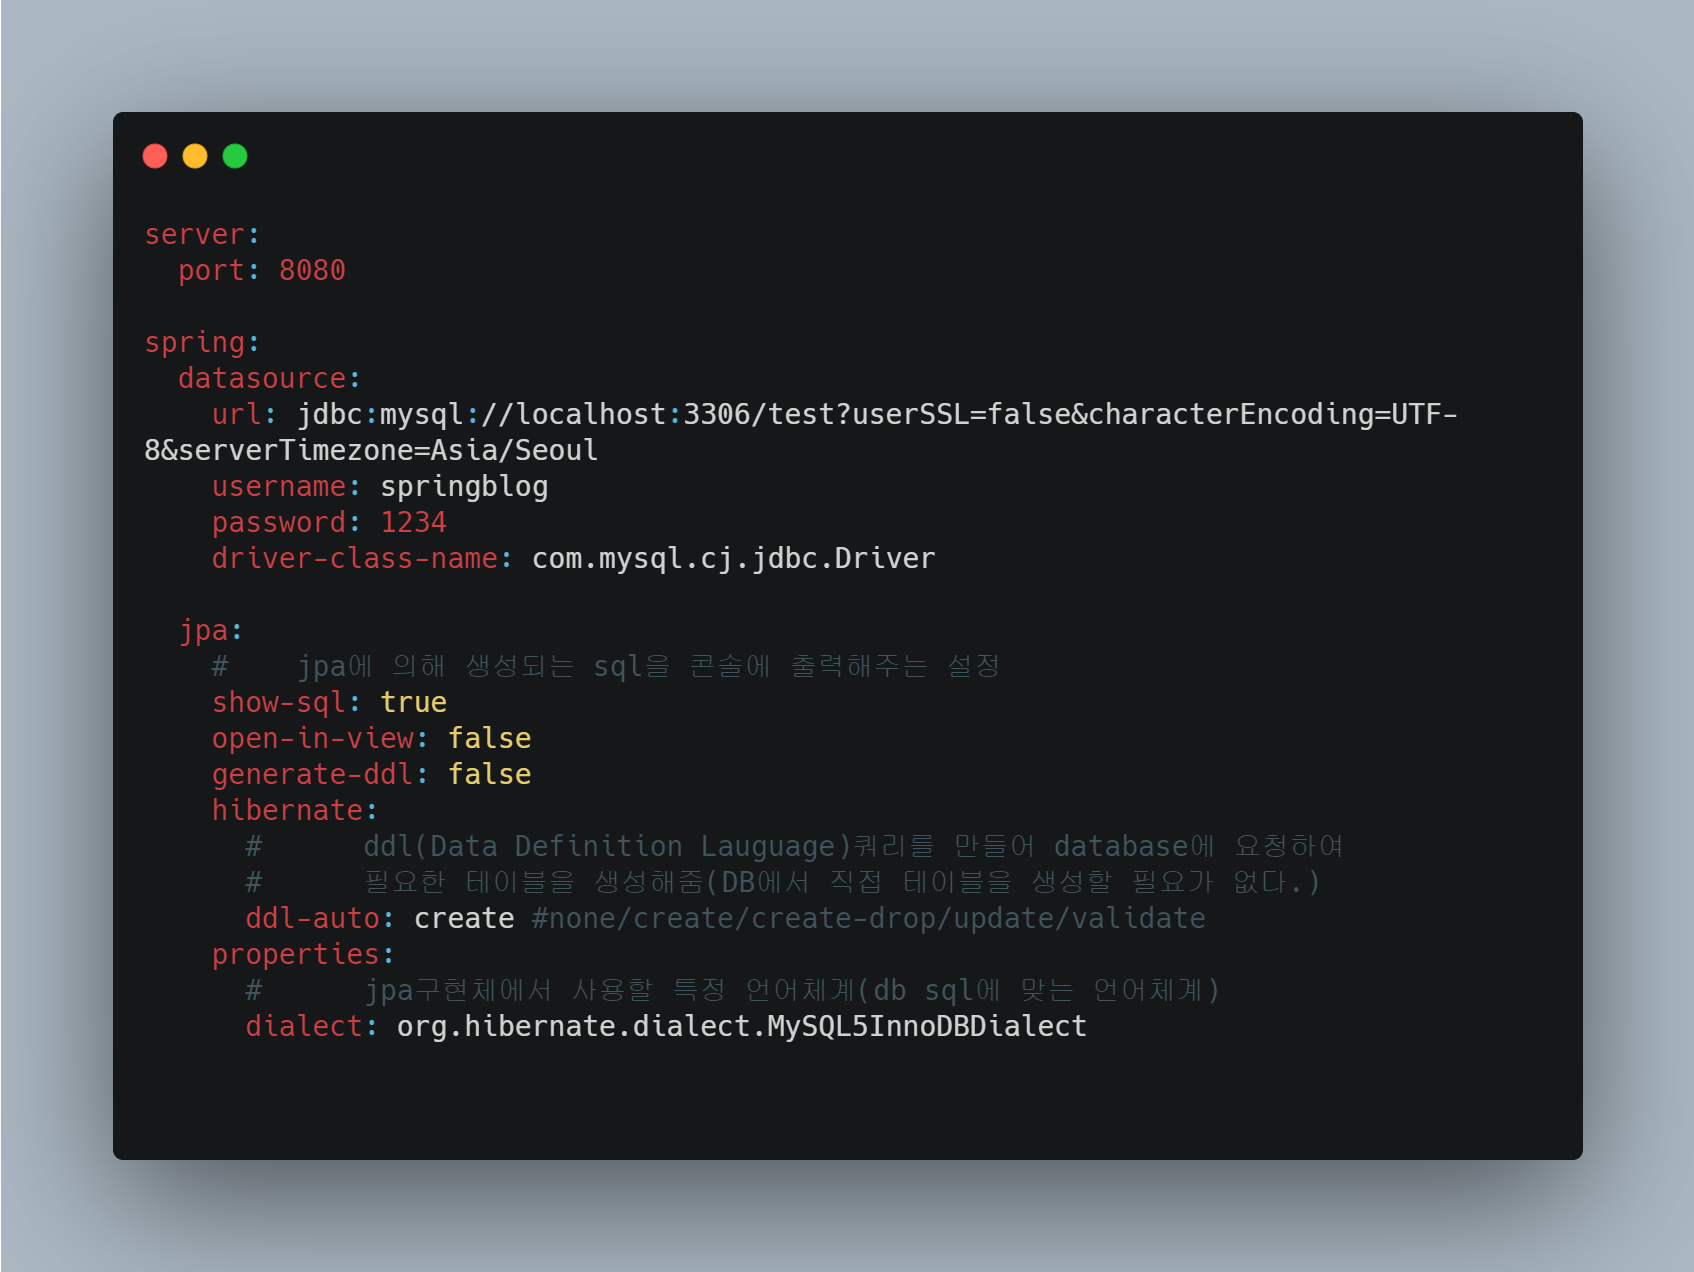 server:
  port: 8080

spring:
  datasource:
    url: jdbc:mysql://localhost:3306/test?userSSL=false&characterEncoding=UTF-
8&serverTimezone=Asia/Seoul
    username: springblog
    password: 1234
    driver-class-name: com.mysql.cj.jdbc.Driver

  jpa:
    #    jpa에 의해 생성되는 sql을 콘솔에 출력해주는 설정
    show-sql: true
    open-in-view: false
    generate-ddl: false
    hibernate:
      #      ddl(Data Definition Lauguage)쿼리를 만들어 database에 요청하여
      #      필요한 테이블을 생성해줌(DB에서 직접 테이블을 생성할 필요가 없다.)
      ddl-auto: create #none/create/create-drop/update/validate
    properties:
      #      jpa구현체에서 사용할 특정 언어체계(db sql에 맞는 언어체계)
      dialect: org.hibernate.dialect.MySQL5InnoDBDialect